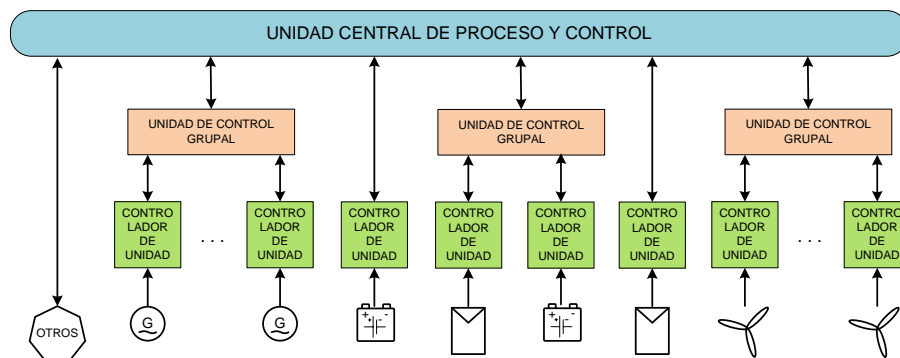 UNIDAD CENTRAL DE PROCESO Y CONTROL
UNIDAD DE CONTROL
GRUPAL
UNIDAD DE CONTROL
GRUPAL
UNIDAD DE CONTROL
GRUPAL
CONTRO
LADOR
DE
UNIDAD
. . .
CONTRO
LADOR
DE
UNIDAD
CONTRO
LADOR
DE
UNIDAD
CONTRO
LADOR
DE
UNIDAD
CONTRO
LADOR
DE
UNIDAD
CONTRO
LADOR
DE
UNIDAD
CONTRO
LADOR
DE
UNIDAD
. . .
CONTRO
LADOR
DE
UNIDAD
OTROS
G
G